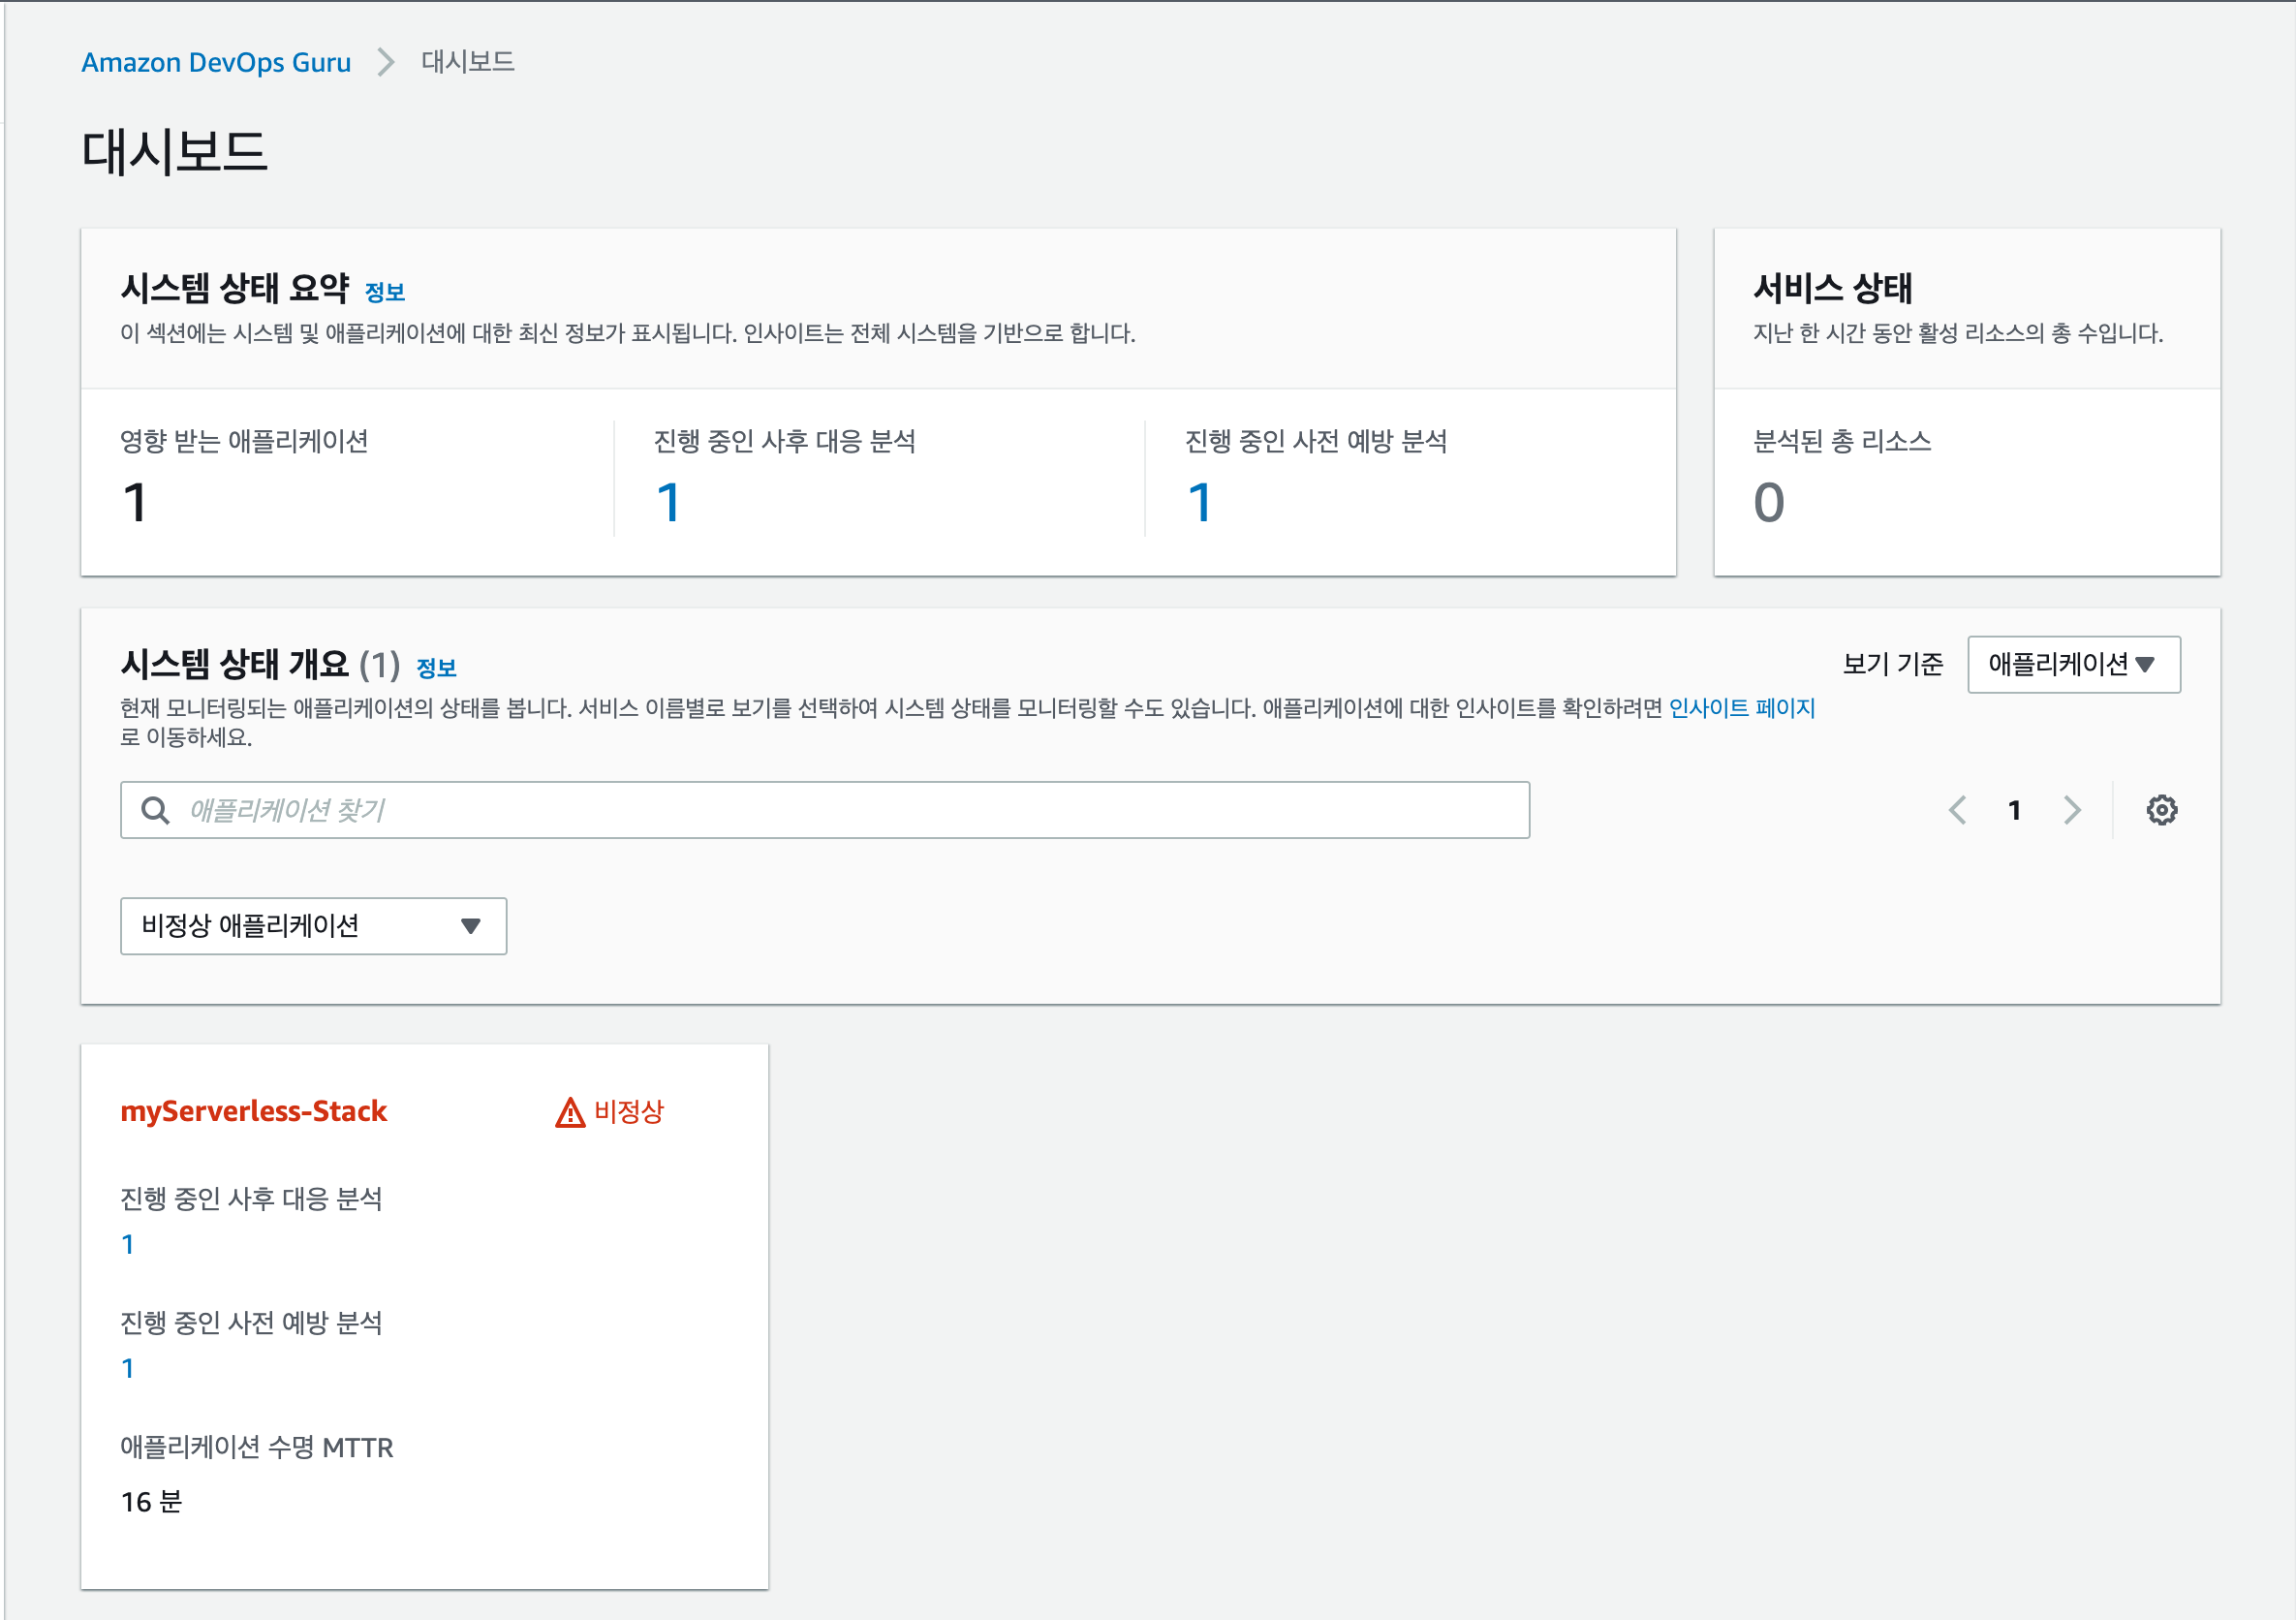 Amazon DevOps Guru > 대시보드
대시보드
시스템 상태 요약 정보
이 섹션에는 시스템 및 애플리케이션에 대한 최신 정보가 표시됩니다. 인사이트는 전체 시스템을 기반으로 합니다.
영향 받는 애플리케이션
1
진행 중인 사후 대응 분석
1
진행 중인 사전 예방 분석
1
서비스 상태
지난 한 시간 동안 활성 리소스의 총 수입니다.
분석된 총 리소스
0
시스템 상태 개요 (1) 정보
보기 기준 애플리케이션
현재 모니터링되는 애플리케이션의 상태를 봅니다. 서비스 이름별로 보기를 선택하여 시스템 상태를 모니터링할 수도 있습니다. 애플리케이션에 대한 인사이트를 확인하려면 인사이트 페이지
로 이동하세요.
애플리케이션 찾기
1
비정상 애플리케이션
myServerless-Stack 비정상
진행 중인 사후 대응 분석
1
진행 중인 사전 예방 분석
1
애플리케이션 수명 MTTR
16 분